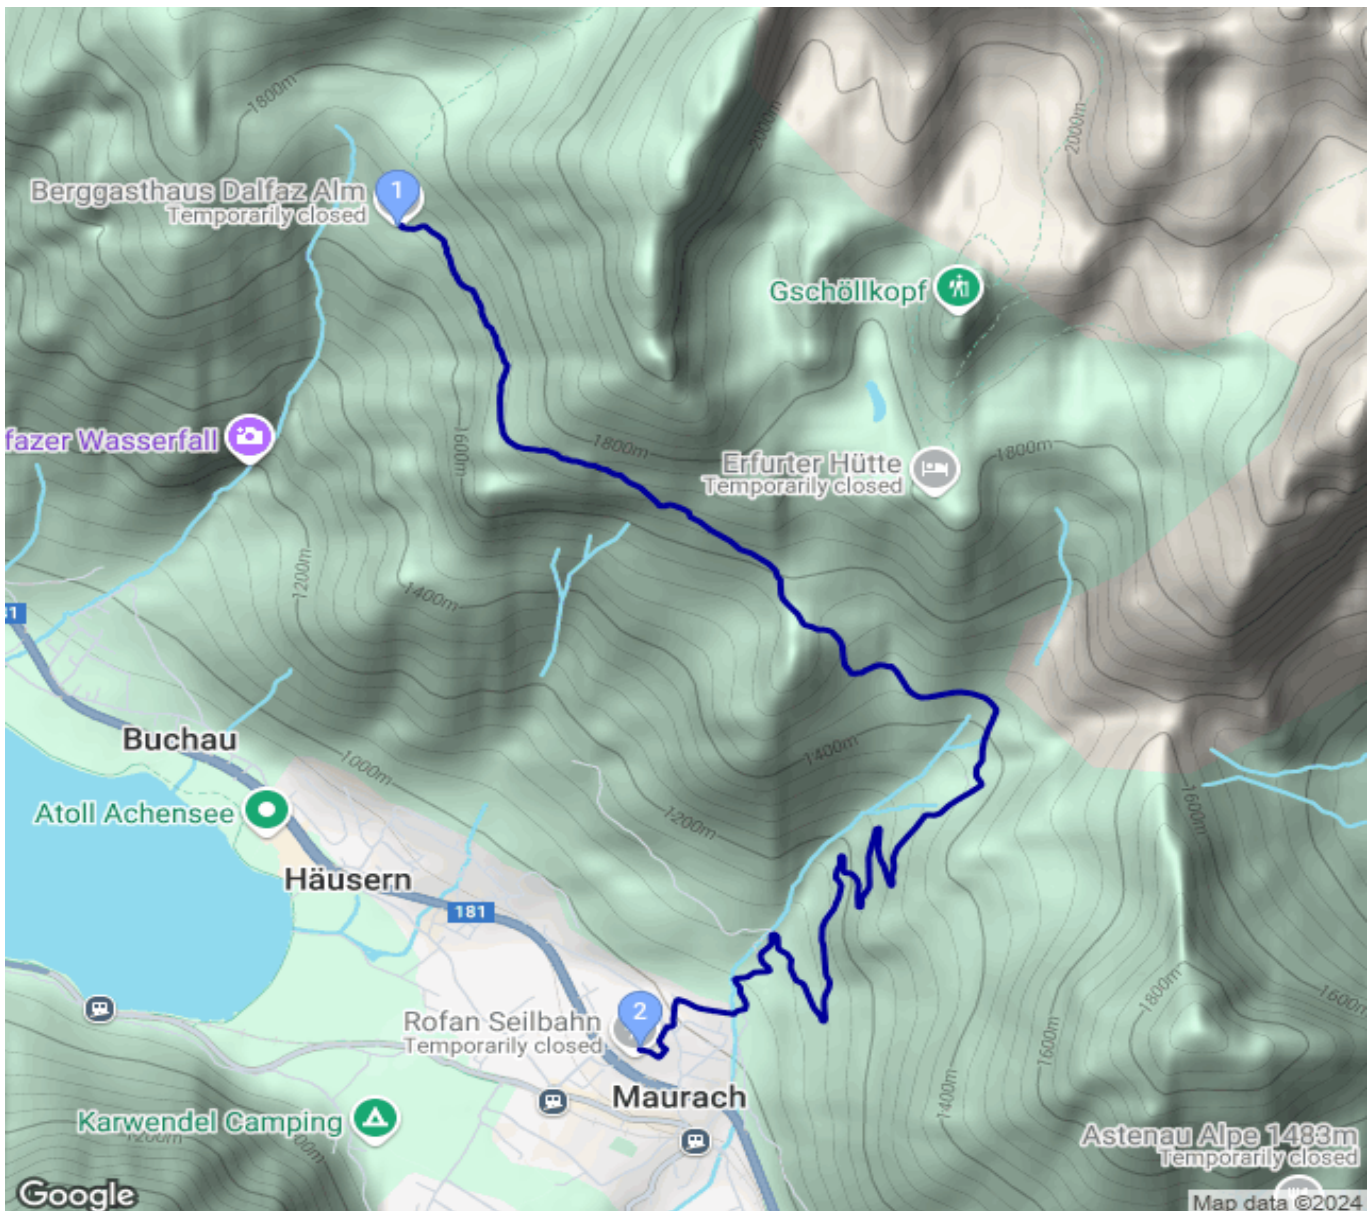 1800m
2000m
2000m
Berggasthaus Dalfaz Alm
Temporarily closed
1
Gschöllkopf
fazer Wasserfall
1600m
1800m
Erfurter Hütte
Temporarily closed
1800m
1200m
1400m
81
Buchau
1000m
1400m
1200m
1600m
Atoll Achensee
Häusern
181
1800m
1600m
2
Rofan Seilbahn
Temporarily closed
1600m
1400m
Maurach
Karwendel Camping
1200m
Astenau Alpe 1483m
Temporarily closed
Google
Map data ©2024